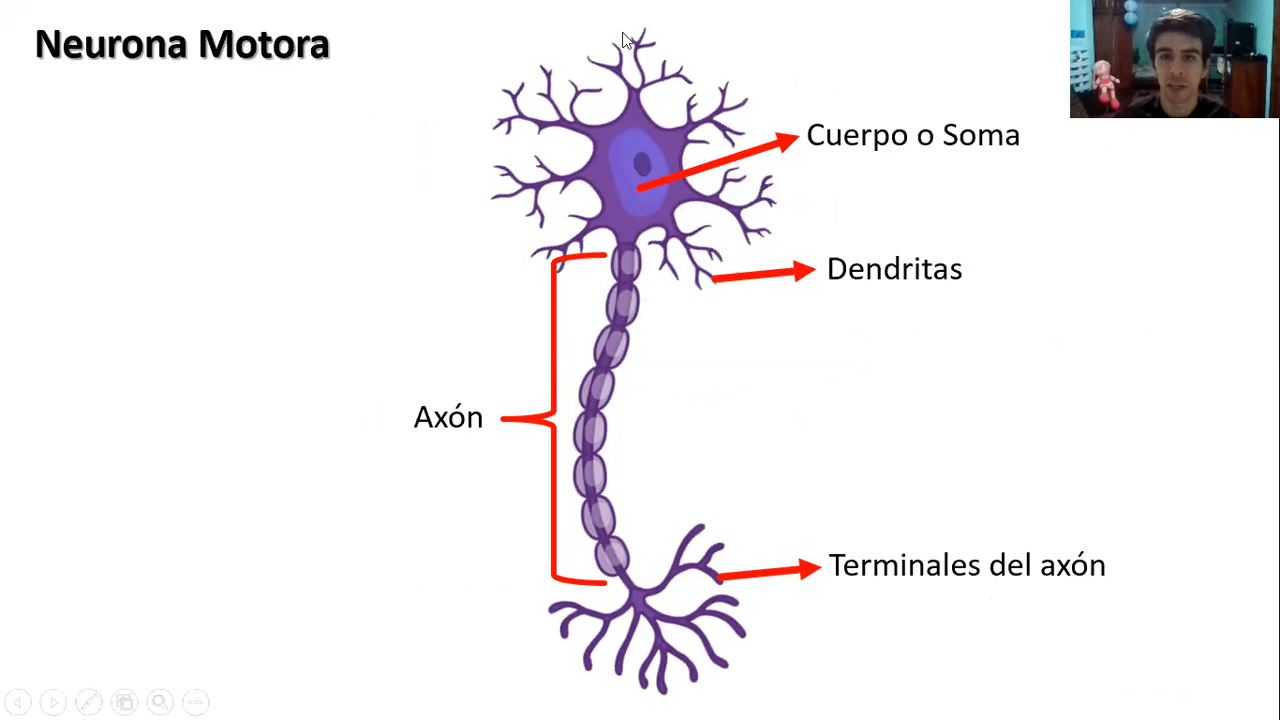 Neurona Motora
Cuerpo o Soma
Dendritas
Axón
Terminales del axón